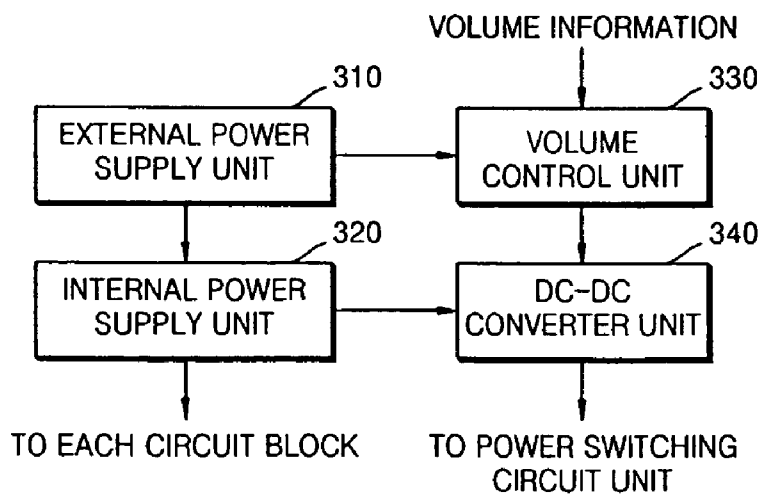 VOLUME INFORMATION
310
330
EXTERNAL POWER
SUPPLY UNIT
VOLUME
CONTROL UNIT
320
340
INTERNAL POWER
SUPPLY UNIT
DC-DC
CONVERTER UNIT
TO EACH CIRCUIT BLOCK
TO POWER SWITCHING
CIRCUIT UNIT